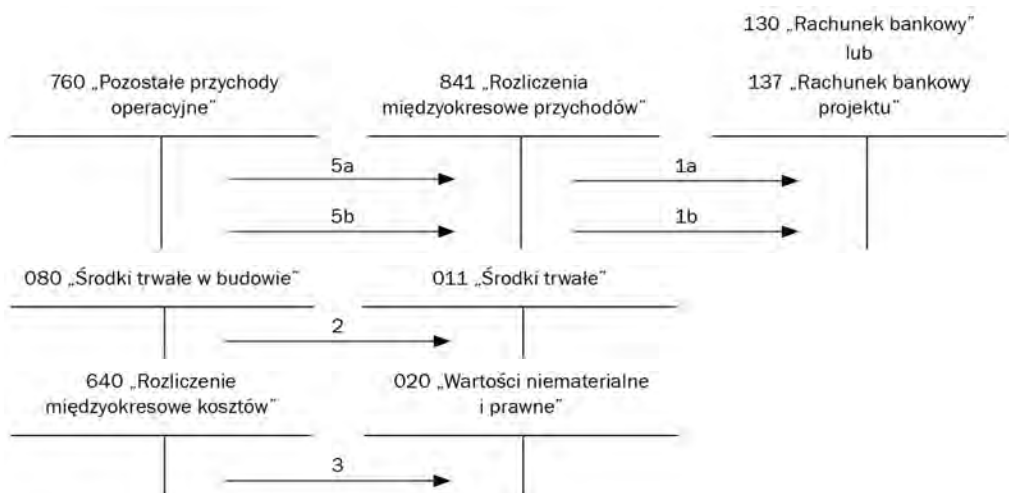 130 „Rachunek bankowy”
lub
760 „Pozostałe przychody
operacyjne”
841 „Rozliczenia
międzyokresowe przychodów”
137 „Rachunek bankowy
projektu”
5a
1a
5b
1b
080 „Środki trwałe w budowie”
011 „Środki trwałe”
2
640 „Rozliczenie
międzyokresowe kosztów”
020 „Wartości niematerialne
i prawne”
3